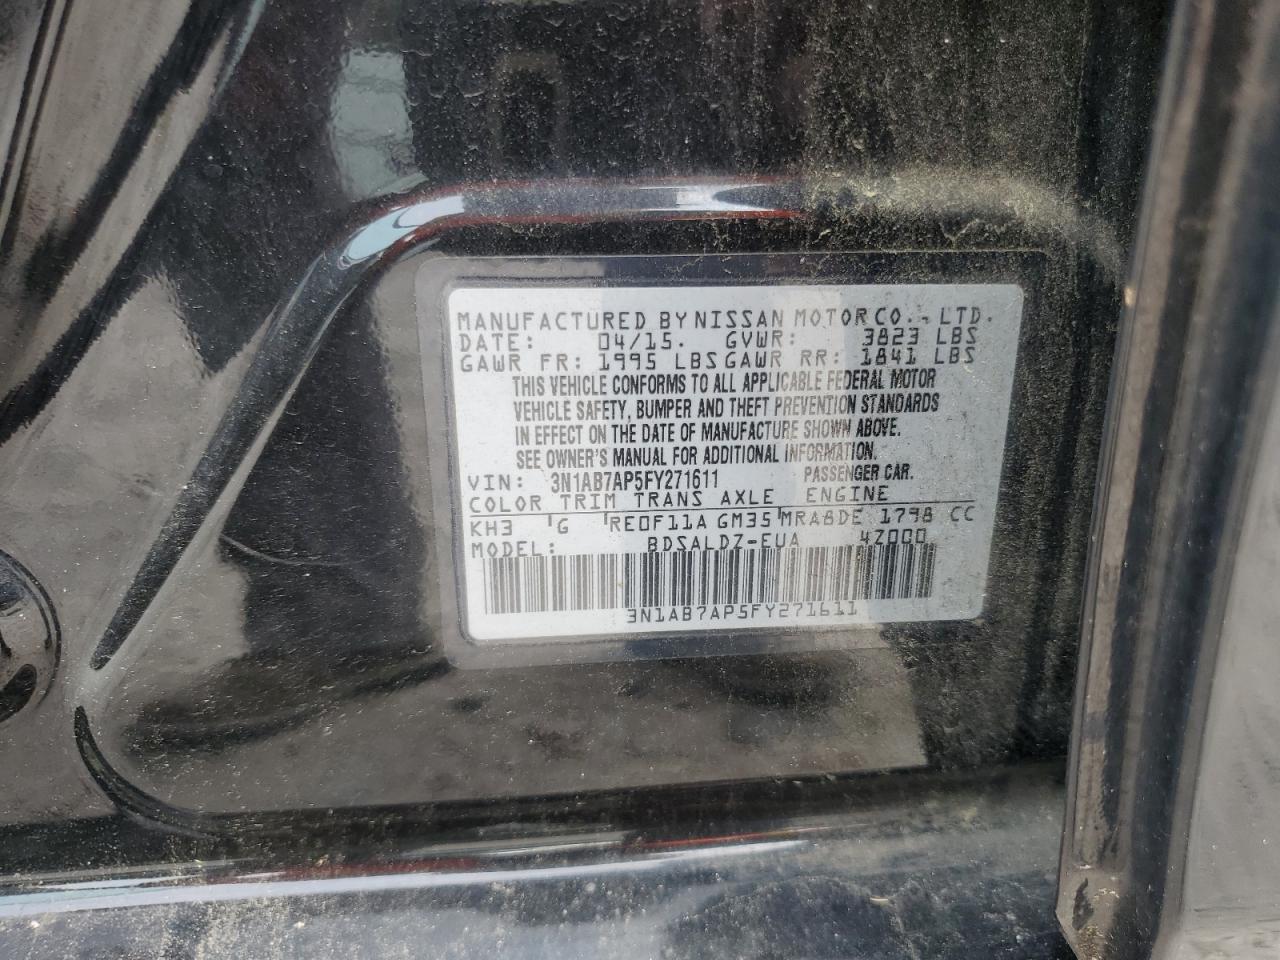 MANUFACTURED BY NISSAN MOTOR CO., LTD.
DATE: 04/15. GVWR: 3823 LBS
GAWR FR: 1995 LBS GAWR RR: 1841 LBS
THIS VEHICLE CONFORMS TO ALL APPLICABLE FEDERAL MOTOR
VEHICLE SAFETY, BUMPER AND THEFT PREVENTION STANDARDS
IN EFFECT ON THE DATE OF MANUFACTURE SHOWN ABOVE.
SEE OWNER'S MANUAL FOR ADDITIONAL INFORMATION.
VIN: 3N1AB7AP5FY271611 PASSENGER CAR.
COLOR TRIM TRANS AXLE ENGINE
KH3 G RE0F11A GM35 MRA8DE 1798 CC
MODEL: BDSALDZ-EUA 4Z000
3N1AB7AP5FY271611